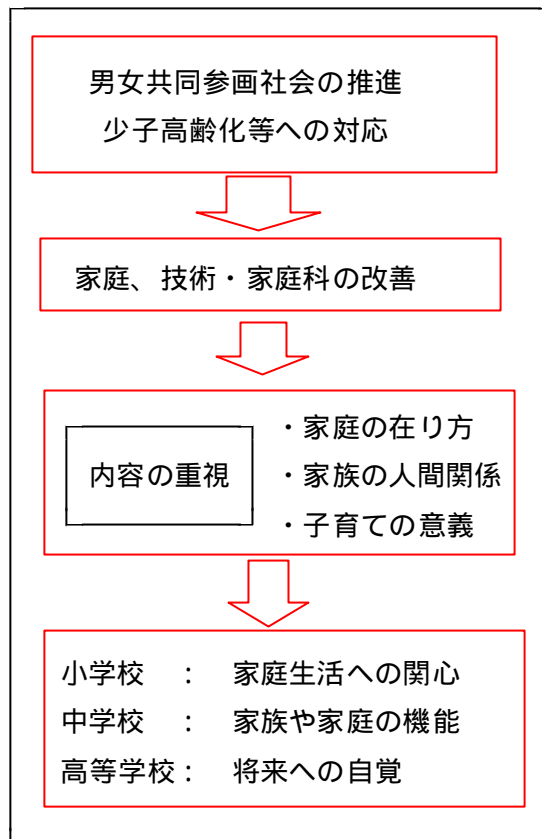 男女共同参画社会の推進
少子高齢化等への対応
家庭、技術・家庭科の改善
内容の重視
・家庭の在り方
・家族の人間関係
・子育ての意義
小学校 : 家庭生活への関心
中学校 : 家族や家庭の機能
高等学校: 将来への自覚